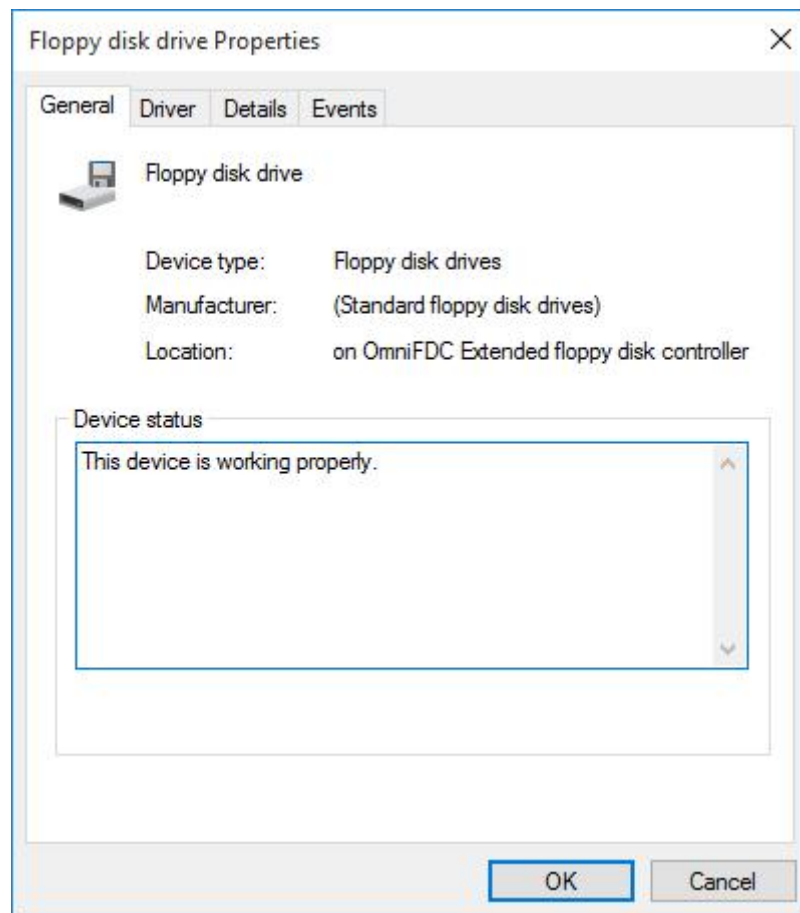 Floppy disk drive Properties
General Driver Details Events
Floppy disk drive
Device type: Floppy disk drives
Manufacturer: (Standard floppy disk drives)
Location: on OmniFDC Extended floppy disk controller
Device status
This device is working properly.
OK Cancel